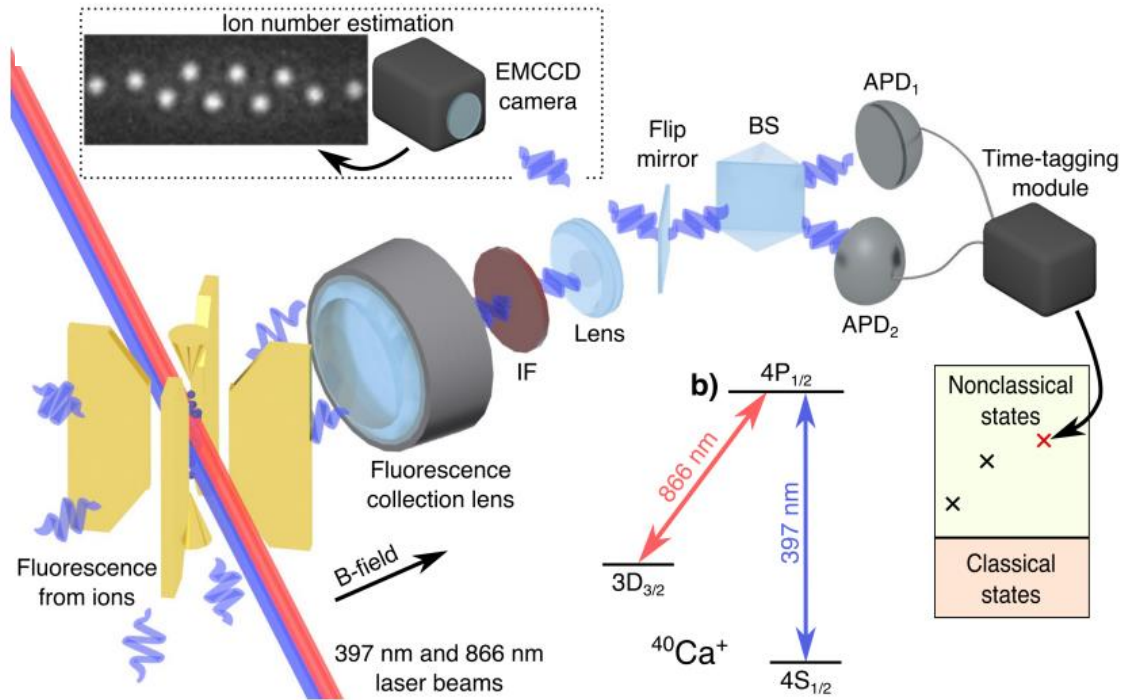 Ion number estimation
EMCCD
camera
APD₁
BS
Flip
mirror
Time-tagging
module
Lens
APD₂
IF
Fluorescence
collection lens
Fluorescence
from ions
B-field
397 nm and 866 nm
laser beams
b)
4P₁/₂
866 nm
397 nm
3D₃/₂
⁴⁰Ca⁺
4S₁/₂
Nonclassical
states
Classical
states